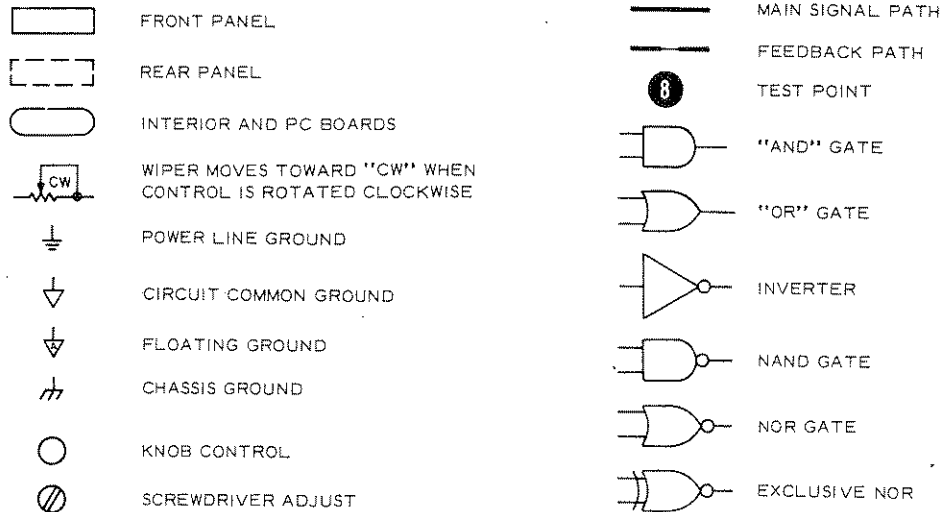 FRONT PANEL
REAR PANEL
INTERIOR AND PC BOARDS
CW
WIPER MOVES TOWARD "CW" WHEN
CONTROL IS ROTATED CLOCKWISE
POWER LINE GROUND
CIRCUIT COMMON GROUND
A
FLOATING GROUND
CHASSIS GROUND
KNOB CONTROL
SCREWDRIVER ADJUST
MAIN SIGNAL PATH
FEEDBACK PATH
8
TEST POINT
"AND" GATE
"OR" GATE
INVERTER
NAND GATE
NOR GATE
EXCLUSIVE NOR